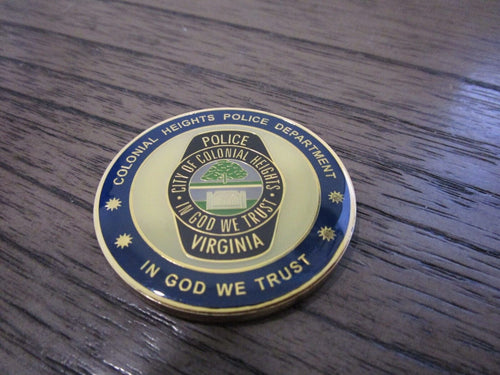 COLONIAL HEIGHTS POLICE DEPARTMENT
POLICE
CITY OF COLONIAL HEIGHTS
IN GOD WE TRUST
VIRGINIA
IN GOD WE TRUST